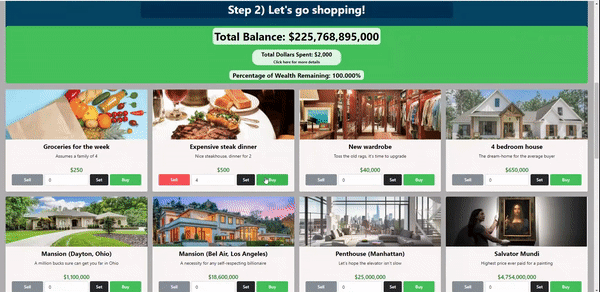 Step 2) Let's go shopping!
Total Balance: $225,768,895,000
Total Dollars Spent: $2,000
Click here for more details
Percentage of Wealth Remaining: 100.000%
Groceries for the week
Assumes a family of 4
$250
Sell 0 Set Buy
Expensive steak dinner
Nice steakhouse, dinner for 2
$500
Sell 4 Set Buy
New wardrobe
Toss the old rags, it's time to upgrade
$40,000
Sell 0 Set Buy
4 bedroom house
The dream-home for the average buyer
$650,000
Sell 0 Set Buy
Mansion (Dayton, Ohio)
A million bucks sure can get you far in Ohio
$1,100,000
Sell 0 Set Buy
Mansion (Bel Air, Los Angeles)
A necessity for any self-respecting billionaire
$18,600,000
Sell 0 Set Buy
Penthouse (Manhattan)
Let's hope the elevator isn't slow
$25,000,000
Sell 0 Set Buy
Salvator Mundi
Highest price ever paid for a painting
$4,754,000,000
Sell 0 Set Buy